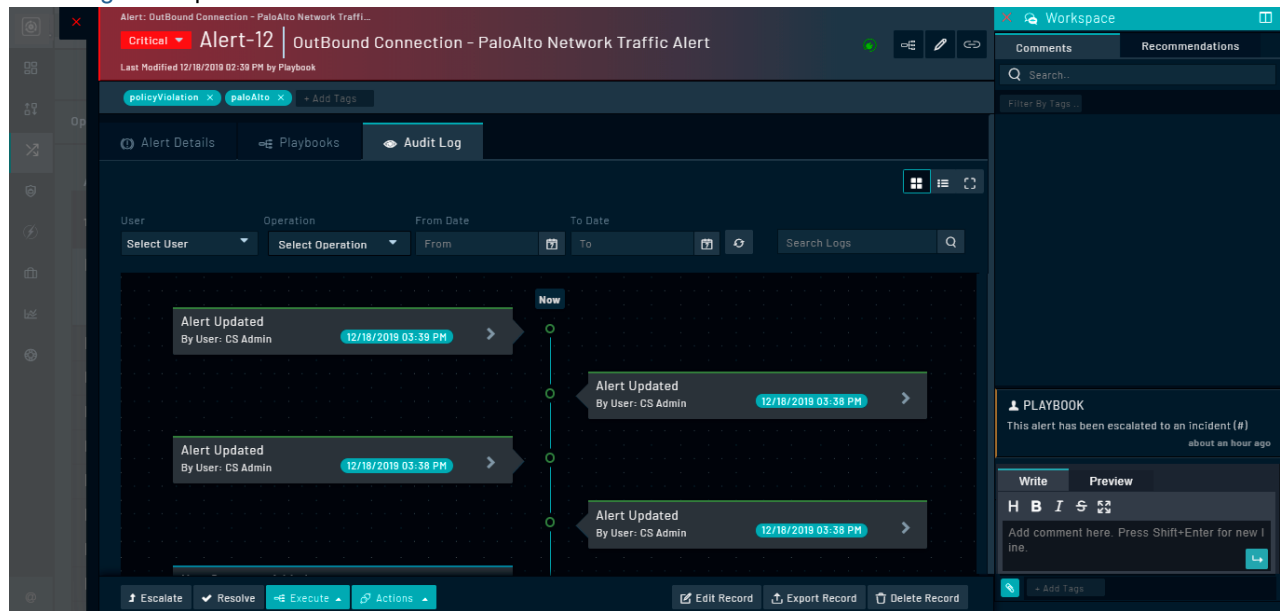 Alert: OutBound Connection - PaloAlto Network Traffi...
Critical Alert-12 OutBound Connection - PaloAlto Network Traffic Alert
Last Modified 12/18/2019 02:39 PM by Playbook
policyViolation × paloAlto × + Add Tags
Alert Details Playbooks Audit Log
User Operation From Date To Date
Select User Select Operation From To Search Logs
Now
Alert Updated
By User: CS Admin 12/18/2019 03:39 PM
Alert Updated
By User: CS Admin 12/18/2019 03:38 PM
Alert Updated
By User: CS Admin 12/18/2019 03:38 PM
Alert Updated
By User: CS Admin 12/18/2019 03:38 PM
Escalate Resolve Execute Actions Edit Record Export Record Delete Record
Workspace
Comments Recommendations
Search..
Filter By Tags ..
PLAYBOOK
This alert has been escalated to an incident (#)
about an hour ago
Write Preview
H B I S
Add comment here. Press Shift+Enter for new l
ine.
+ Add Tags